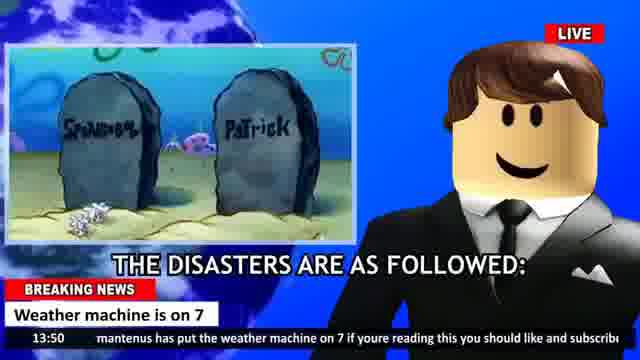 LIVE
SPONGEBOB
PATRICK
THE DISASTERS ARE AS FOLLOWED:
BREAKING NEWS
Weather machine is on 7
13:50 mantenus has put the weather machine on 7 if youre reading this you should like and subscribe